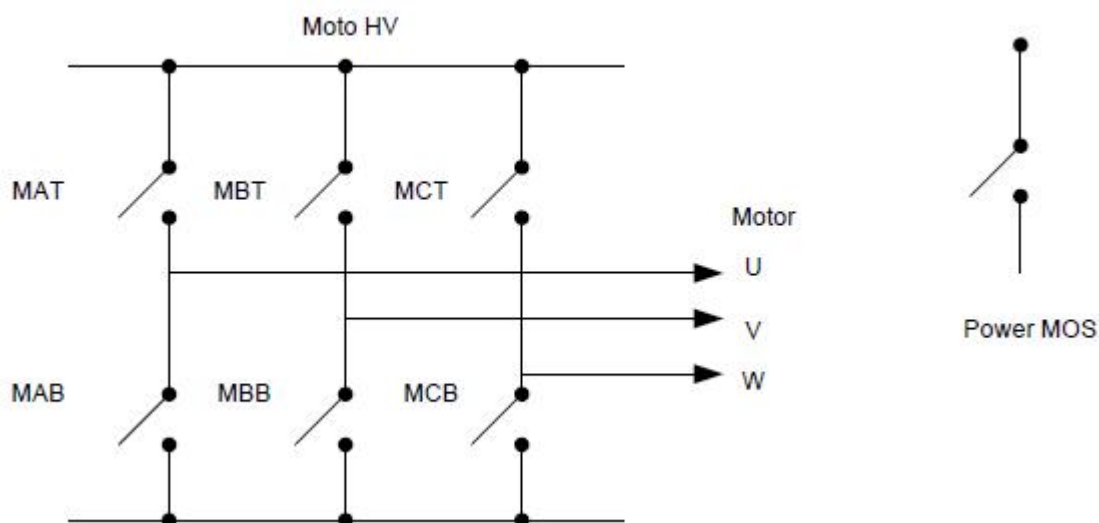 Moto HV
MAT
MBT
MCT
Motor
U
V
W
Power MOS
MAB
MBB
MCB